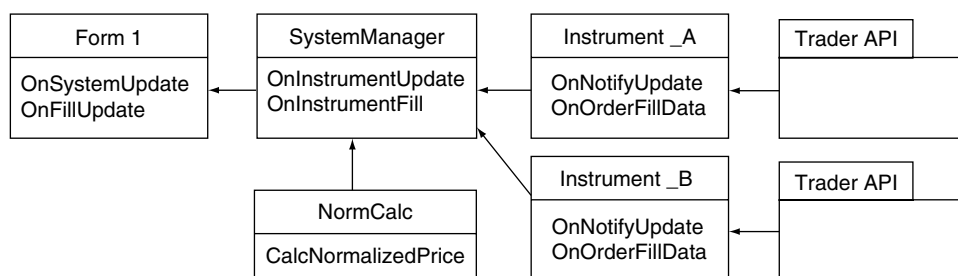 Form 1
OnSystemUpdate
OnFillUpdate
SystemManager
OnInstrumentUpdate
OnInstrumentFill
Instrument _A
OnNotifyUpdate
OnOrderFillData
Trader API
NormCalc
CalcNormalizedPrice
Instrument _B
OnNotifyUpdate
OnOrderFillData
Trader API